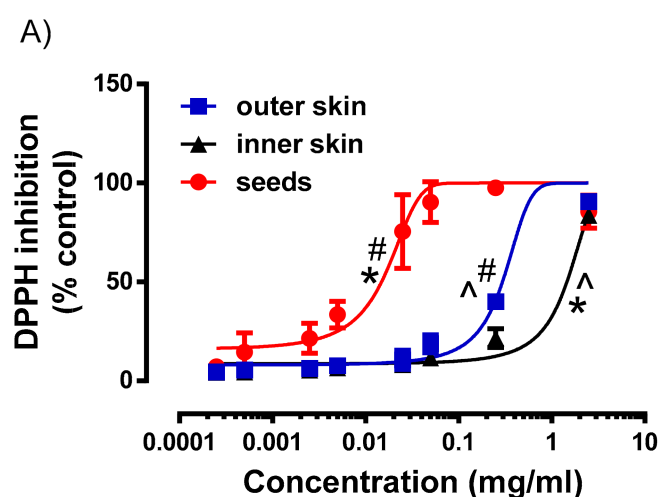 A)
150
100
50
0
DPPH inhibition
(% control)
outer skin
inner skin
seeds
#
*
^ #
^
*
0.0001
0.001
0.01
0.1
1
10
Concentration (mg/ml)